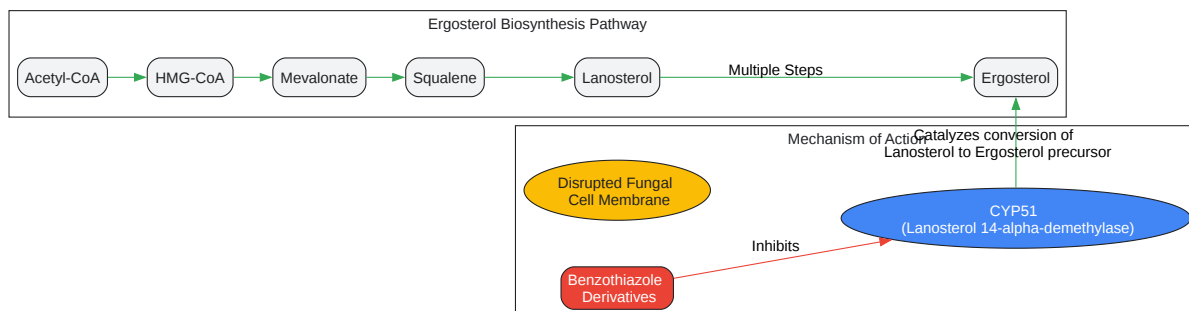 Ergosterol Biosynthesis Pathway
Acetyl-CoA
HMG-CoA
Mevalonate
Squalene
Lanosterol
Multiple Steps
Ergosterol
Mechanism of Action
Catalyzes conversion of
Lanosterol to Ergosterol precursor
Disrupted Fungal
Cell Membrane
CYP51
(Lanosterol 14-alpha-demethylase)
Inhibits
Benzothiazole
Derivatives